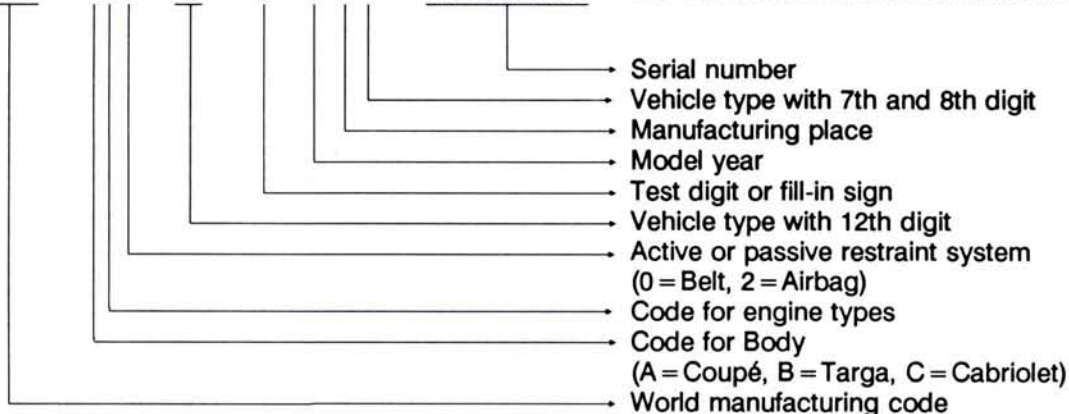 Serial number
Vehicle type with 7th and 8th digit
Manufacturing place
Model year
Test digit or fill-in sign
Vehicle type with 12th digit
Active or passive restraint system
(0 = Belt, 2 = Airbag)
Code for engine types
Code for Body
(A = Coupé, B = Targa, C = Cabriolet)
World manufacturing code